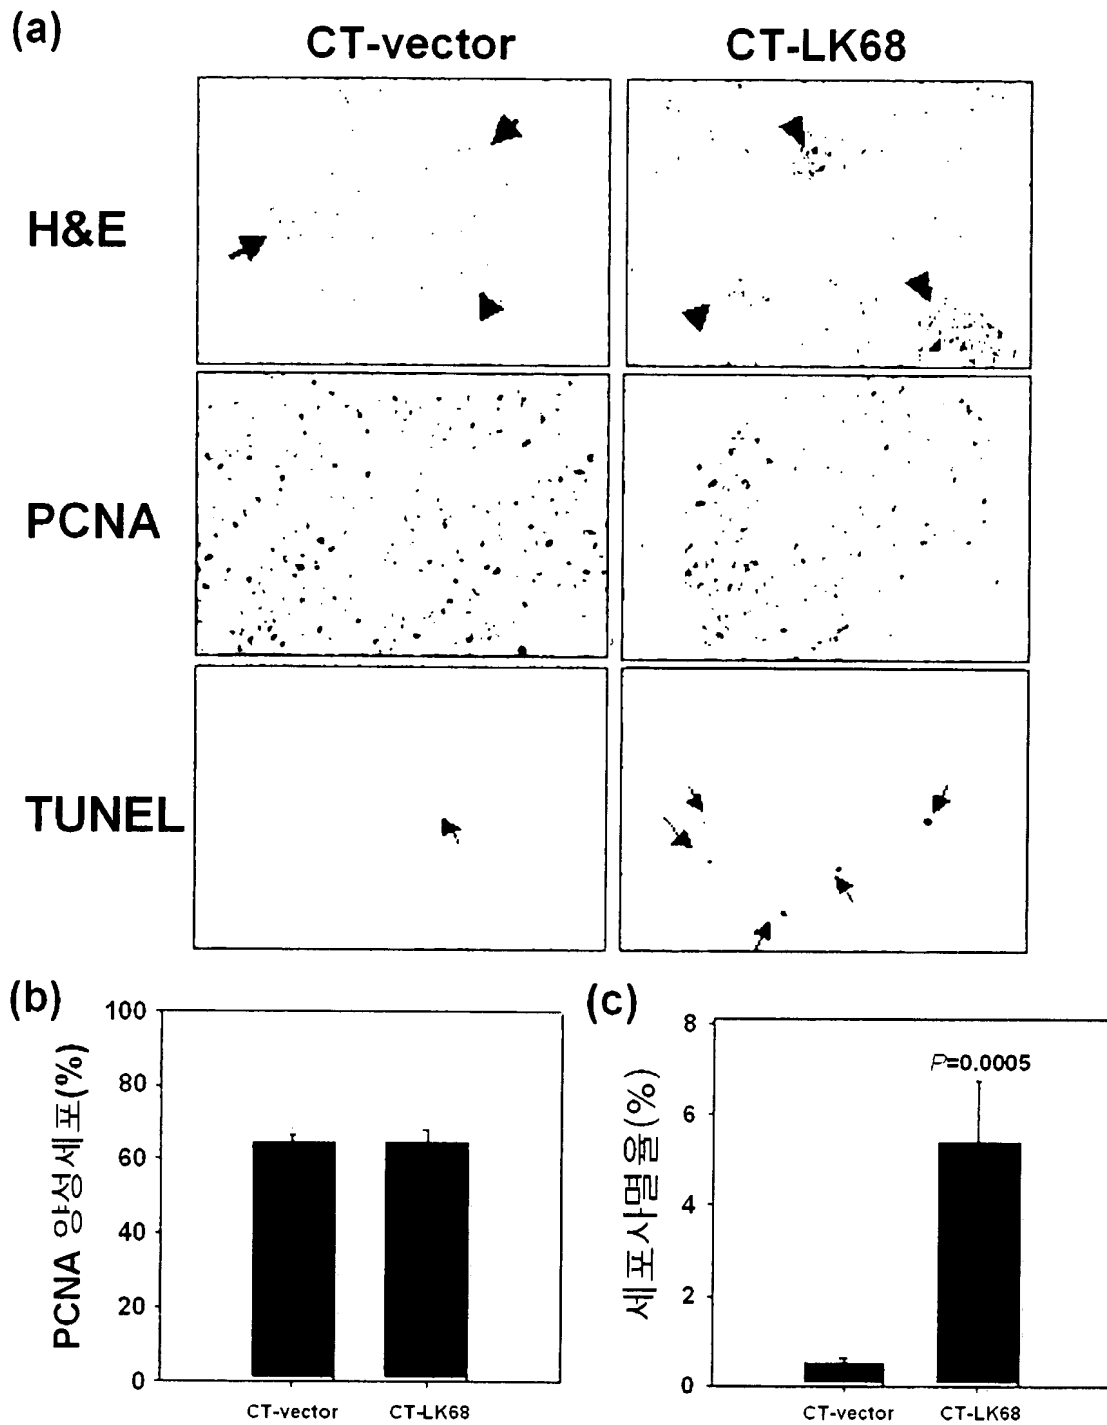 (a)
CT-vector
CT-LK68
H&E
PCNA
TUNEL
(b)
PCNA 양성세포(%)
100
80
60
40
20
0
CT-vector
CT-LK68
(c)
세포사멸율(%)
8
6
4
2
0
P=0.0005
CT-vector
CT-LK68